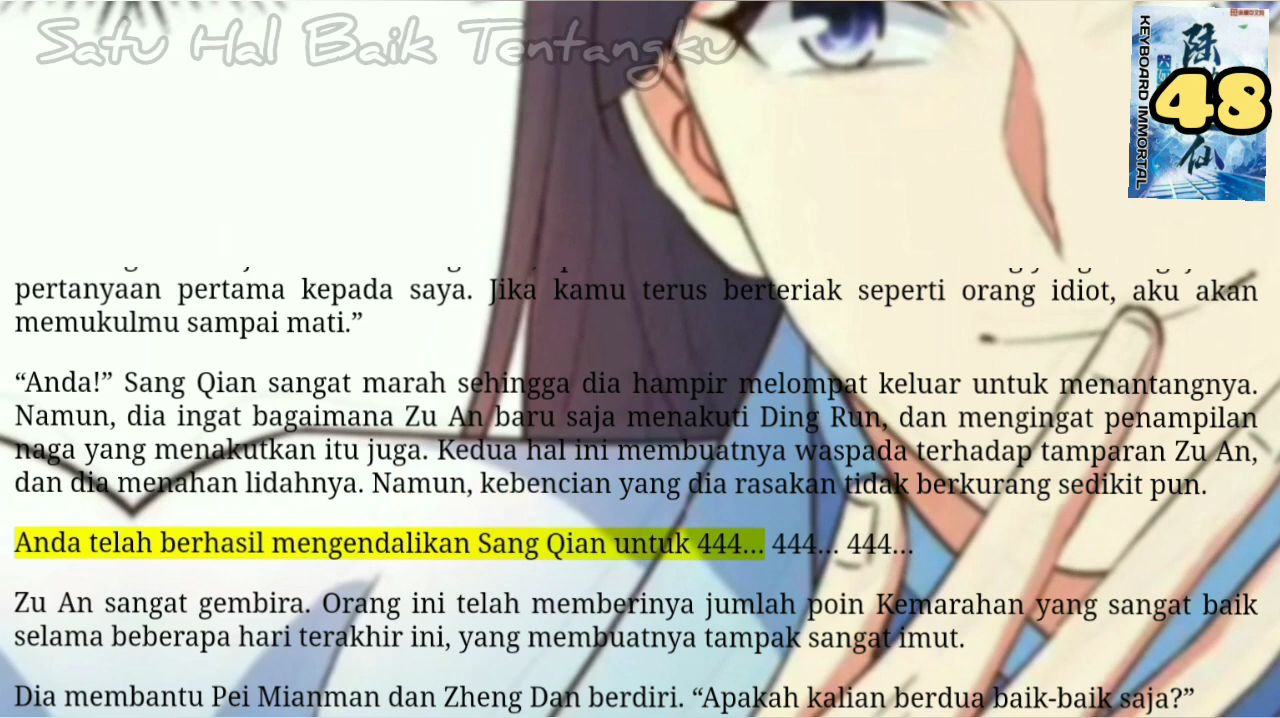 Satu Hal Baik Tentangku
KEYBOARD IMMORTAL
48
pertanyaan pertama kepada saya. Jika kamu terus berteriak seperti orang idiot, aku akan
memukulmu sampai mati.”
“Anda!” Sang Qian sangat marah sehingga dia hampir melompat keluar untuk menantangnya.
Namun, dia ingat bagaimana Zu An baru saja menakuti Ding Run, dan mengingat penampilan
naga yang menakutkan itu juga. Kedua hal ini membuatnya waspada terhadap tamparan Zu An,
dan dia menahan lidahnya. Namun, kebencian yang dia rasakan tidak berkurang sedikit pun.
Anda telah berhasil mengendalikan Sang Qian untuk 444… 444… 444…
Zu An sangat gembira. Orang ini telah memberinya jumlah poin Kemarahan yang sangat baik
selama beberapa hari terakhir ini, yang membuatnya tampak sangat imut.
Dia membantu Pei Mianman dan Zheng Dan berdiri. “Apakah kalian berdua baik-baik saja?”